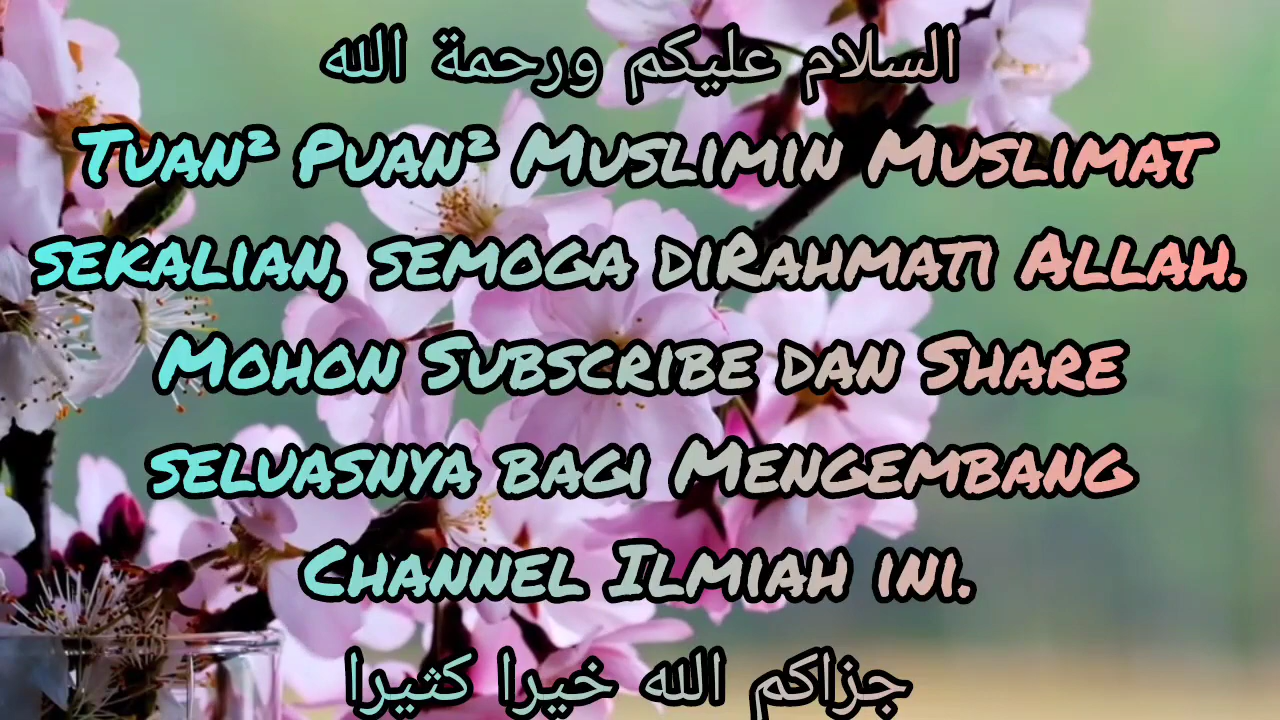 السلام عليكم ورحمة الله
Tuan² Puan² Muslimin Muslimat
sekalian, semoga diRahmati Allah.
Mohon Subscribe dan Share
seluasnya bagi Mengembang
Channel Ilmiah ini.
جزاكم الله خيرا كثيرا